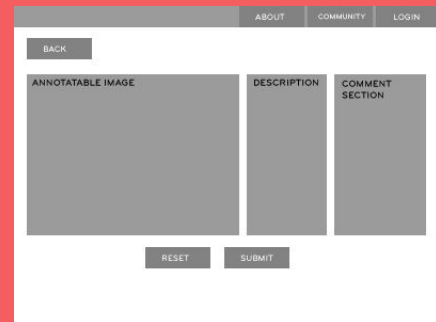 ABOUT COMMUNITY LOGIN
BACK
ANNOTATABLE IMAGE
DESCRIPTION
COMMENT
SECTION
RESET SUBMIT